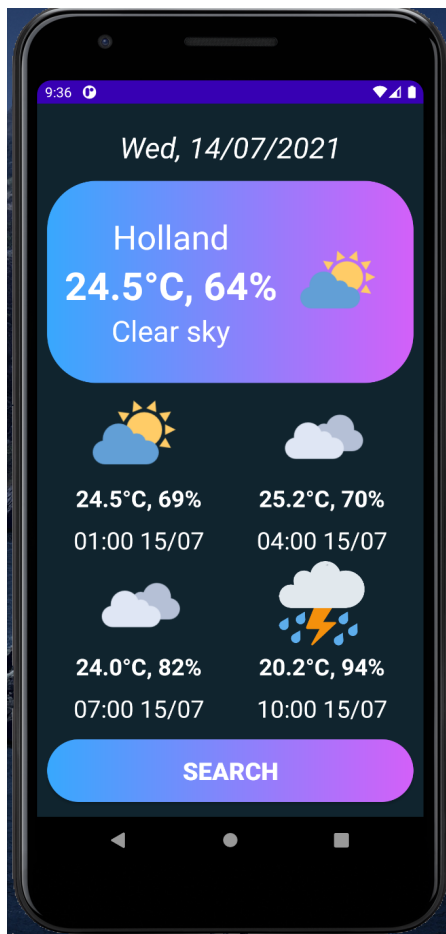 9:36
Wed, 14/07/2021
Holland
24.5°C, 64%
Clear sky
24.5°C, 69%
01:00 15/07
25.2°C, 70%
04:00 15/07
24.0°C, 82%
07:00 15/07
20.2°C, 94%
10:00 15/07
SEARCH